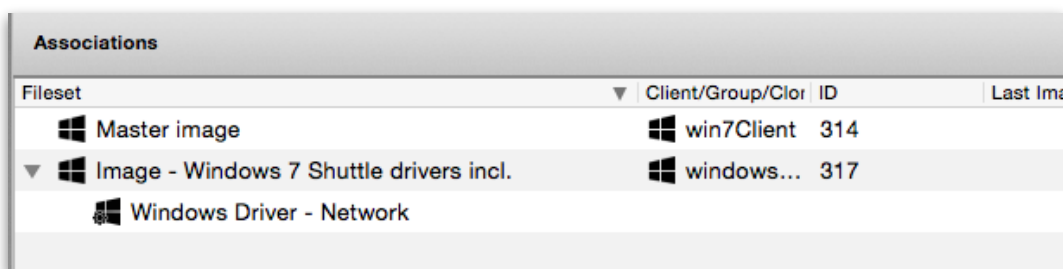 Associations
Fileset Client/Group/Clor ID Last Ima
Master image win7Client 314
Image - Windows 7 Shuttle drivers incl. windows... 317
Windows Driver - Network